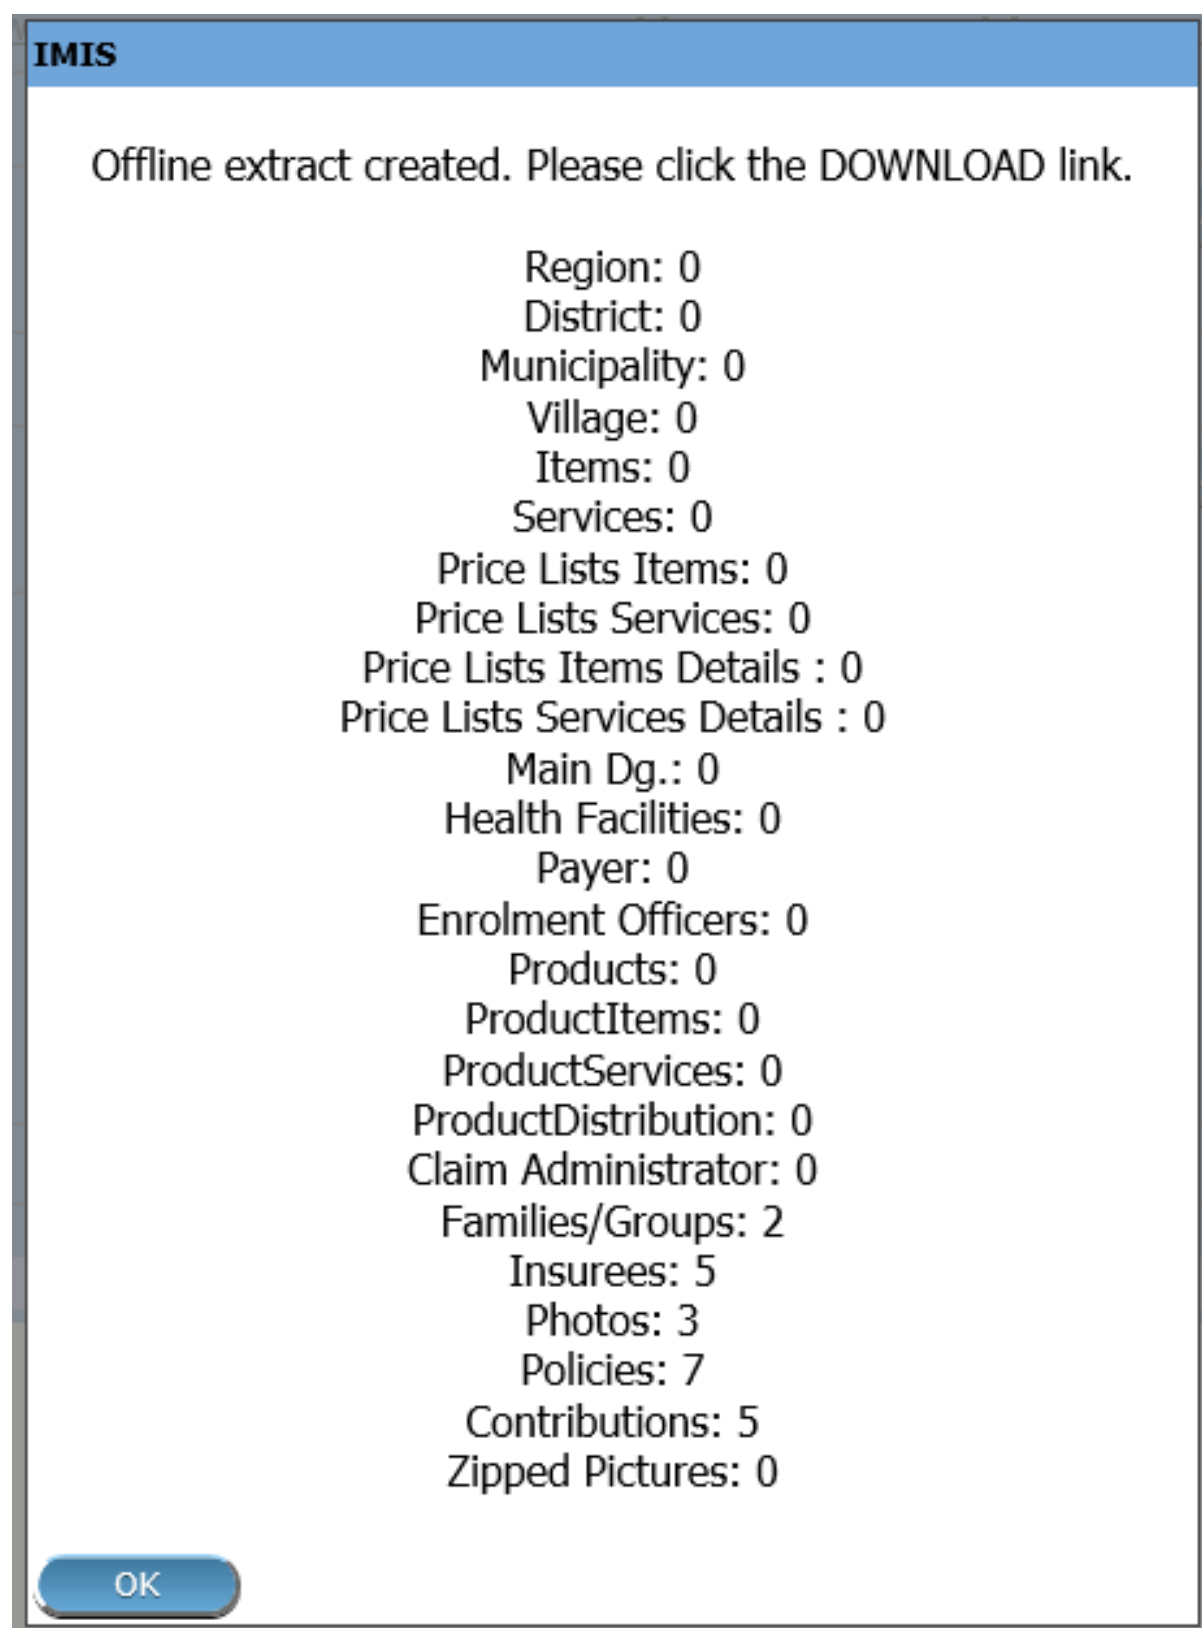 IMIS
Offline extract created. Please click the DOWNLOAD link.
Region: 0
District: 0
Municipality: 0
Village: 0
Items: 0
Services: 0
Price Lists Items: 0
Price Lists Services: 0
Price Lists Items Details : 0
Price Lists Services Details : 0
Main Dg.: 0
Health Facilities: 0
Payer: 0
Enrolment Officers: 0
Products: 0
ProductItems: 0
ProductServices: 0
ProductDistribution: 0
Claim Administrator: 0
Families/Groups: 2
Insurees: 5
Photos: 3
Policies: 7
Contributions: 5
Zipped Pictures: 0
OK